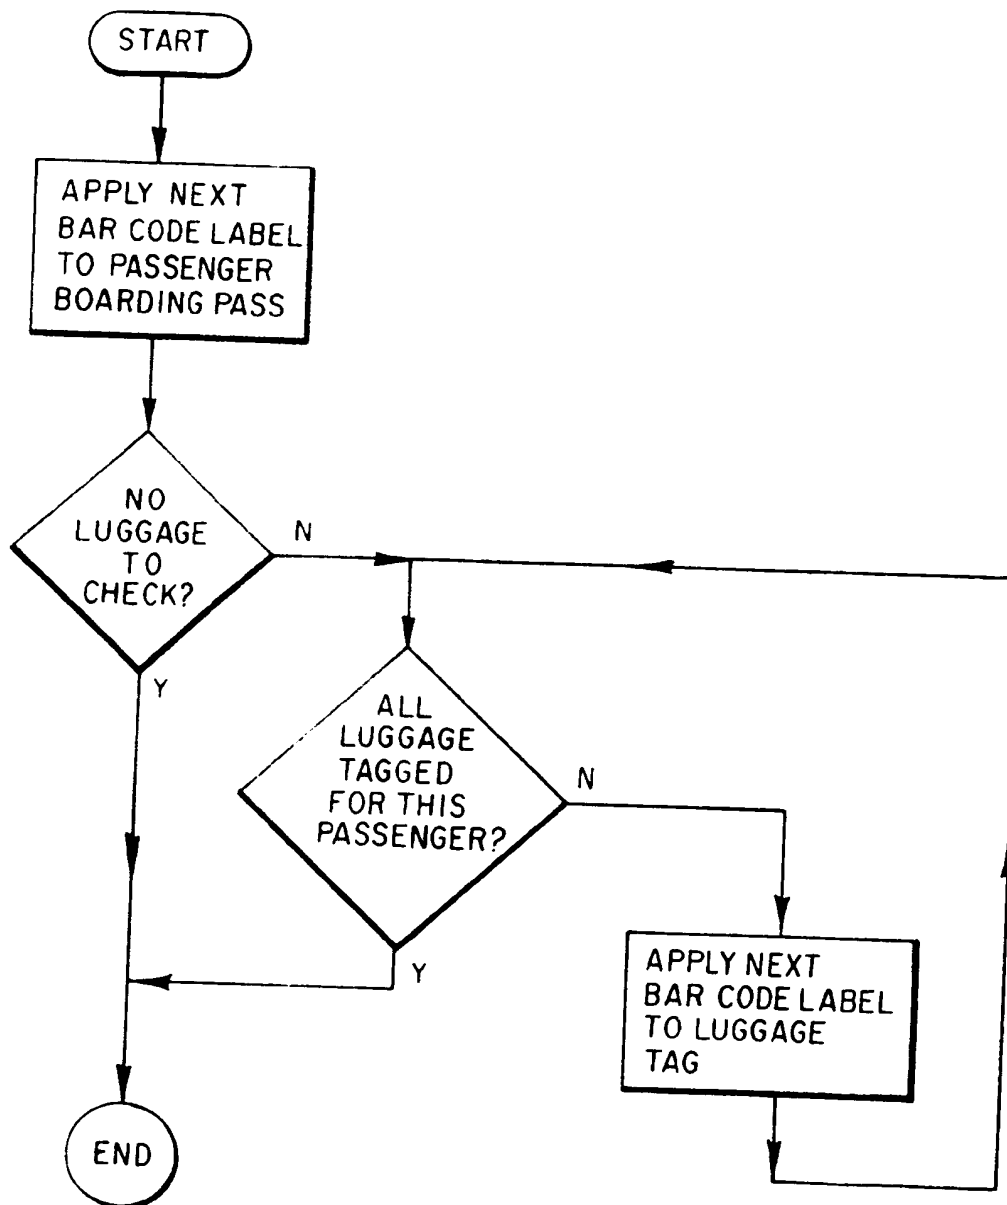 START
APPLY NEXT
BAR CODE LABEL
TO PASSENGER
BOARDING PASS
NO
LUGGAGE
TO
CHECK?
N
Y
ALL
LUGGAGE
TAGGED
FOR THIS
PASSENGER?
N
Y
APPLY NEXT
BAR CODE LABEL
TO LUGGAGE
TAG
END